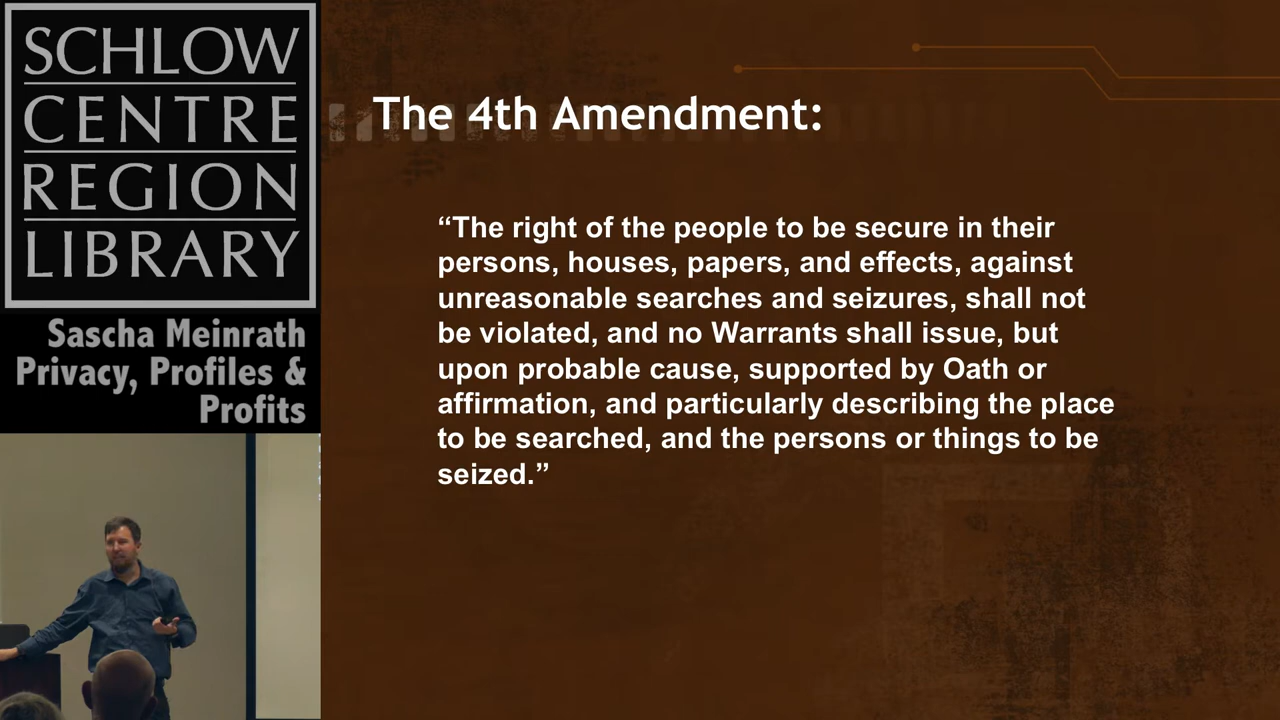 SCHLOW
CENTRE
REGION
LIBRARY
Sascha Meinrath
Privacy, Profiles &
Profits
The 4th Amendment:
“The right of the people to be secure in their
persons, houses, papers, and effects, against
unreasonable searches and seizures, shall not
be violated, and no Warrants shall issue, but
upon probable cause, supported by Oath or
affirmation, and particularly describing the place
to be searched, and the persons or things to be
seized.”